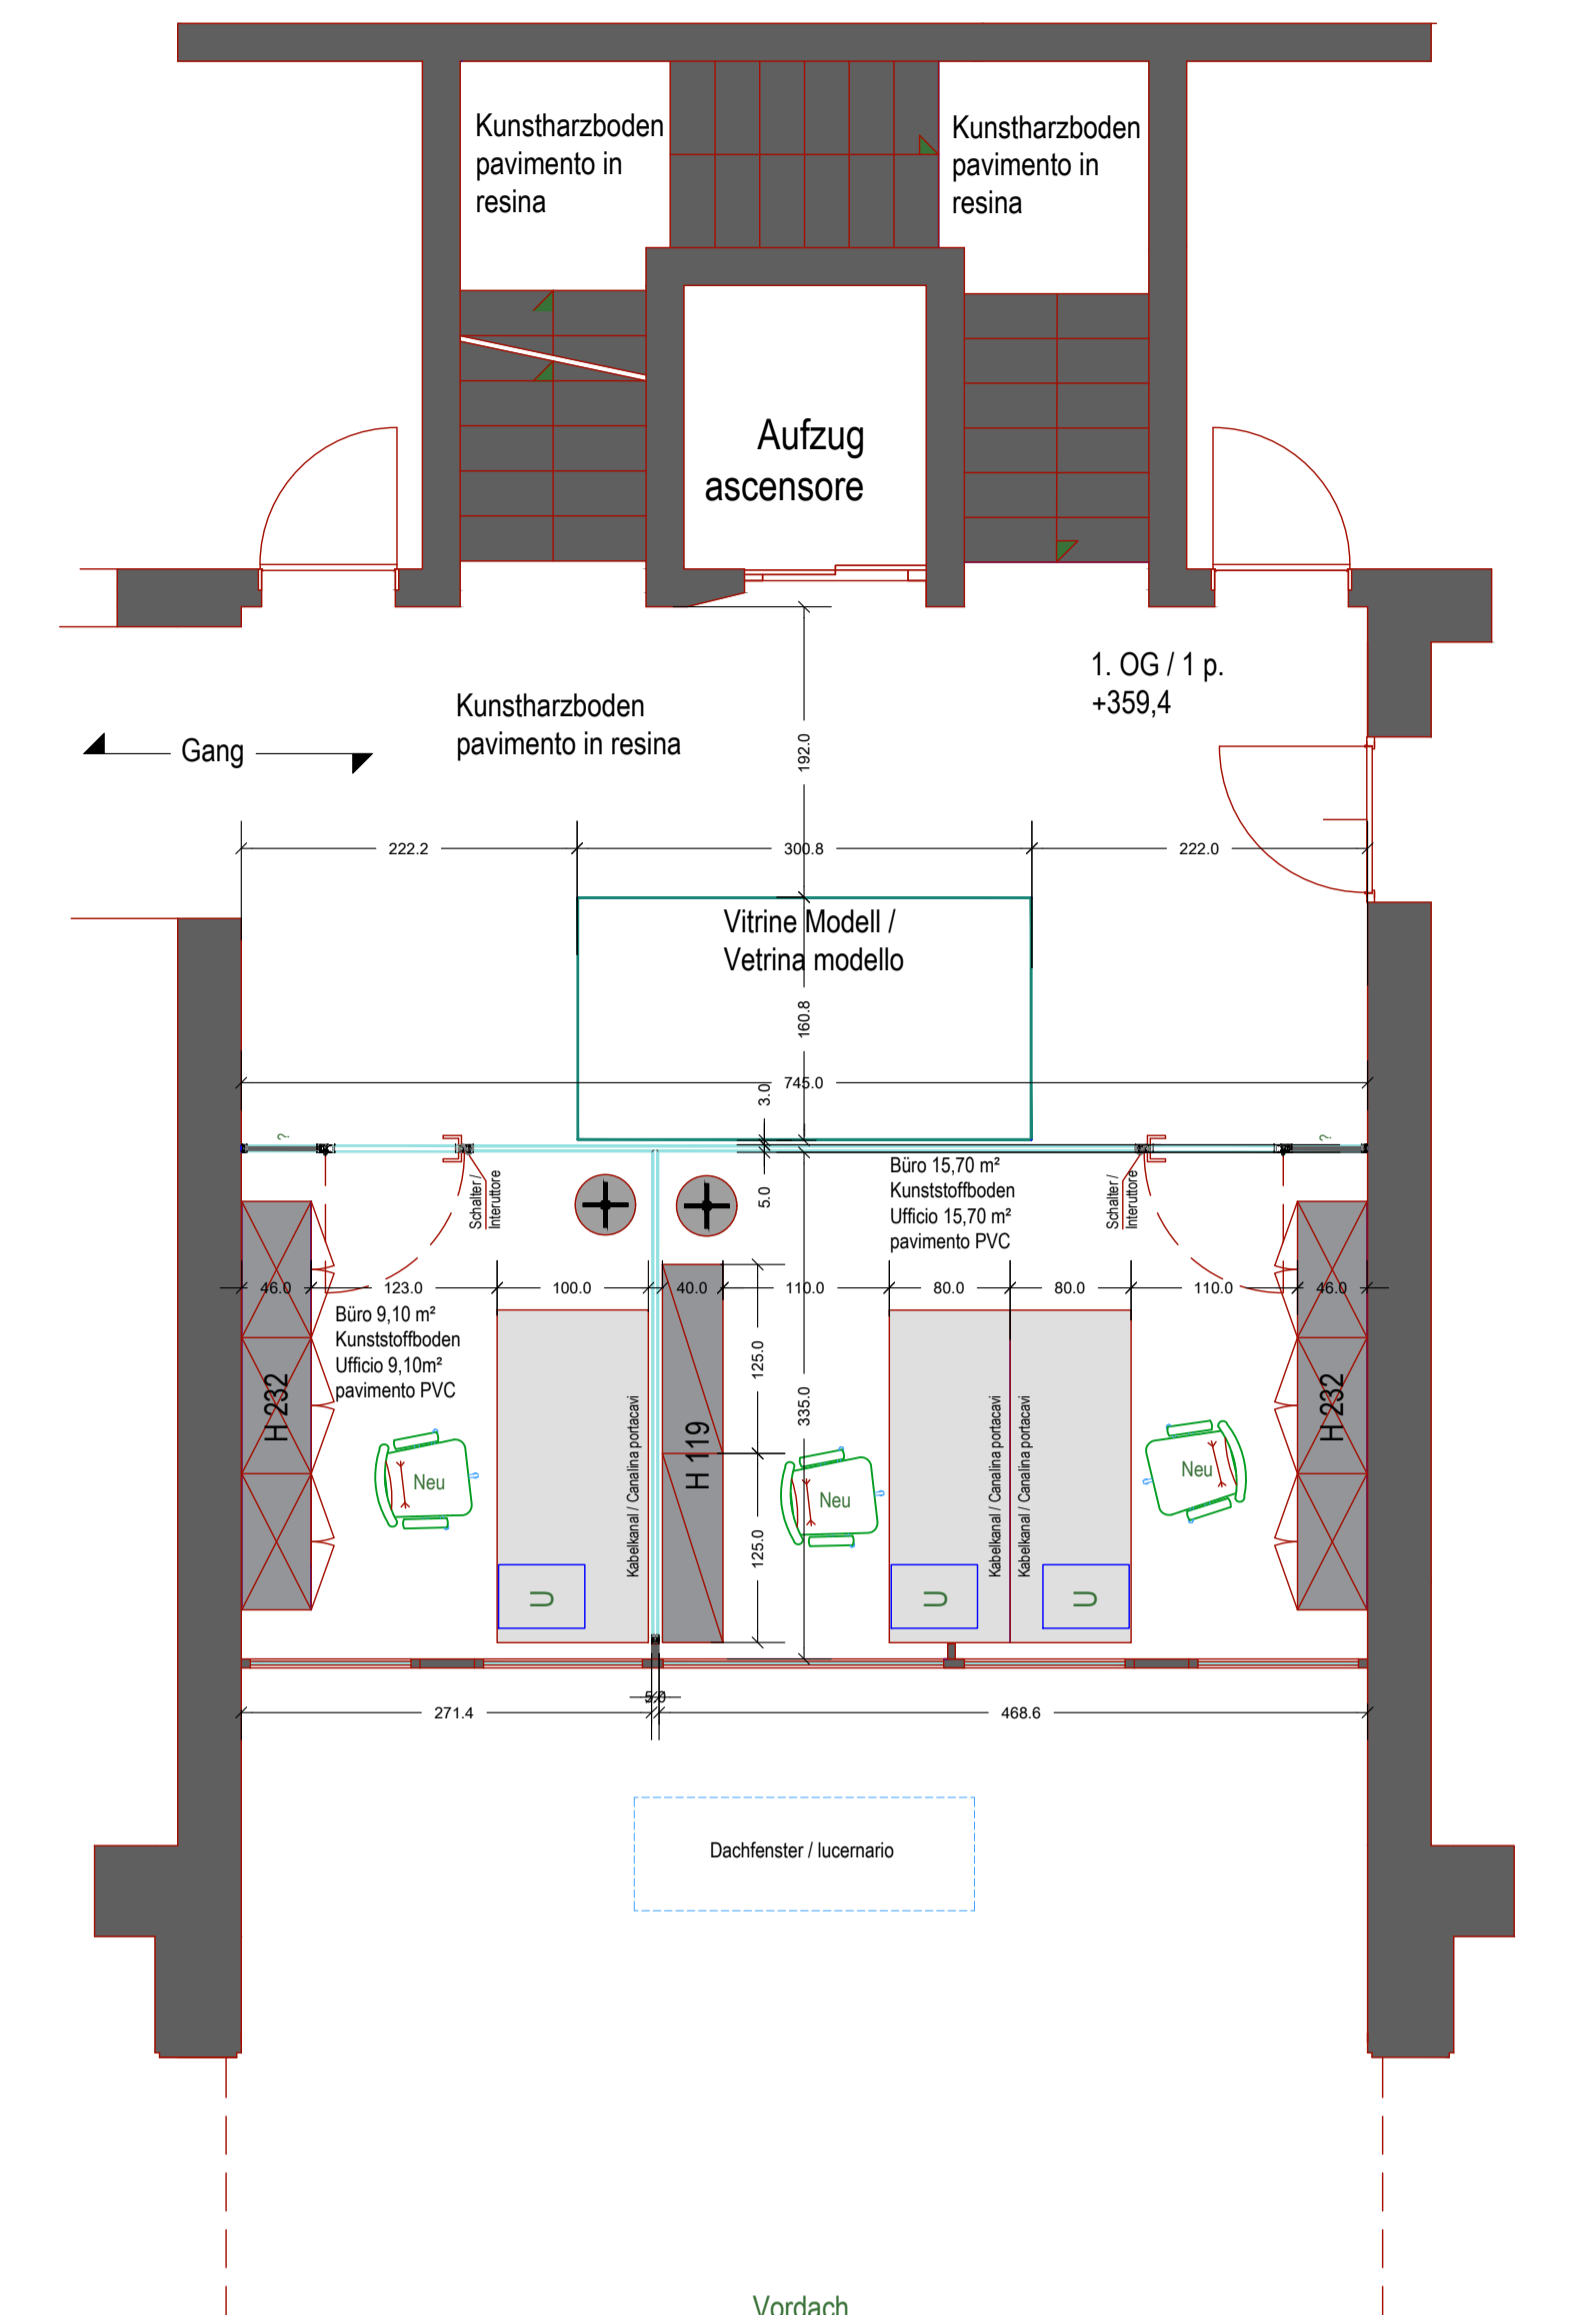 Kunstharzboden
pavimento in
resina
Kunstharzboden
pavimento in
resina
Aufzug
ascensore
1. OG / 1 p.
+359,4
Kunstharzboden
pavimento in resina
Gang
192.0
222.2
300.8
222.0
Vitrine Modell /
Vetrina modello
160.8
745.0
3.0
?
?
5.0
Schalter /
Interuttore
Büro 15,70 m²
Kunststoffboden
Ufficio 15,70 m²
pavimento PVC
Schalter /
Interuttore
46.0
123.0
100.0
40.0
110.0
80.0
80.0
110.0
46.0
Büro 9,10 m²
Kunststoffboden
Ufficio 9,10m²
pavimento PVC
125.0
335.0
H 232
Kabelkanal / Canalina portacavi
H 119
Kabelkanal / Canalina portacavi
Kabelkanal / Canalina portacavi
H 232
Neu
Neu
Neu
125.0
U
U
U
5.0
271.4
468.6
Dachfenster / lucernario
Vordach